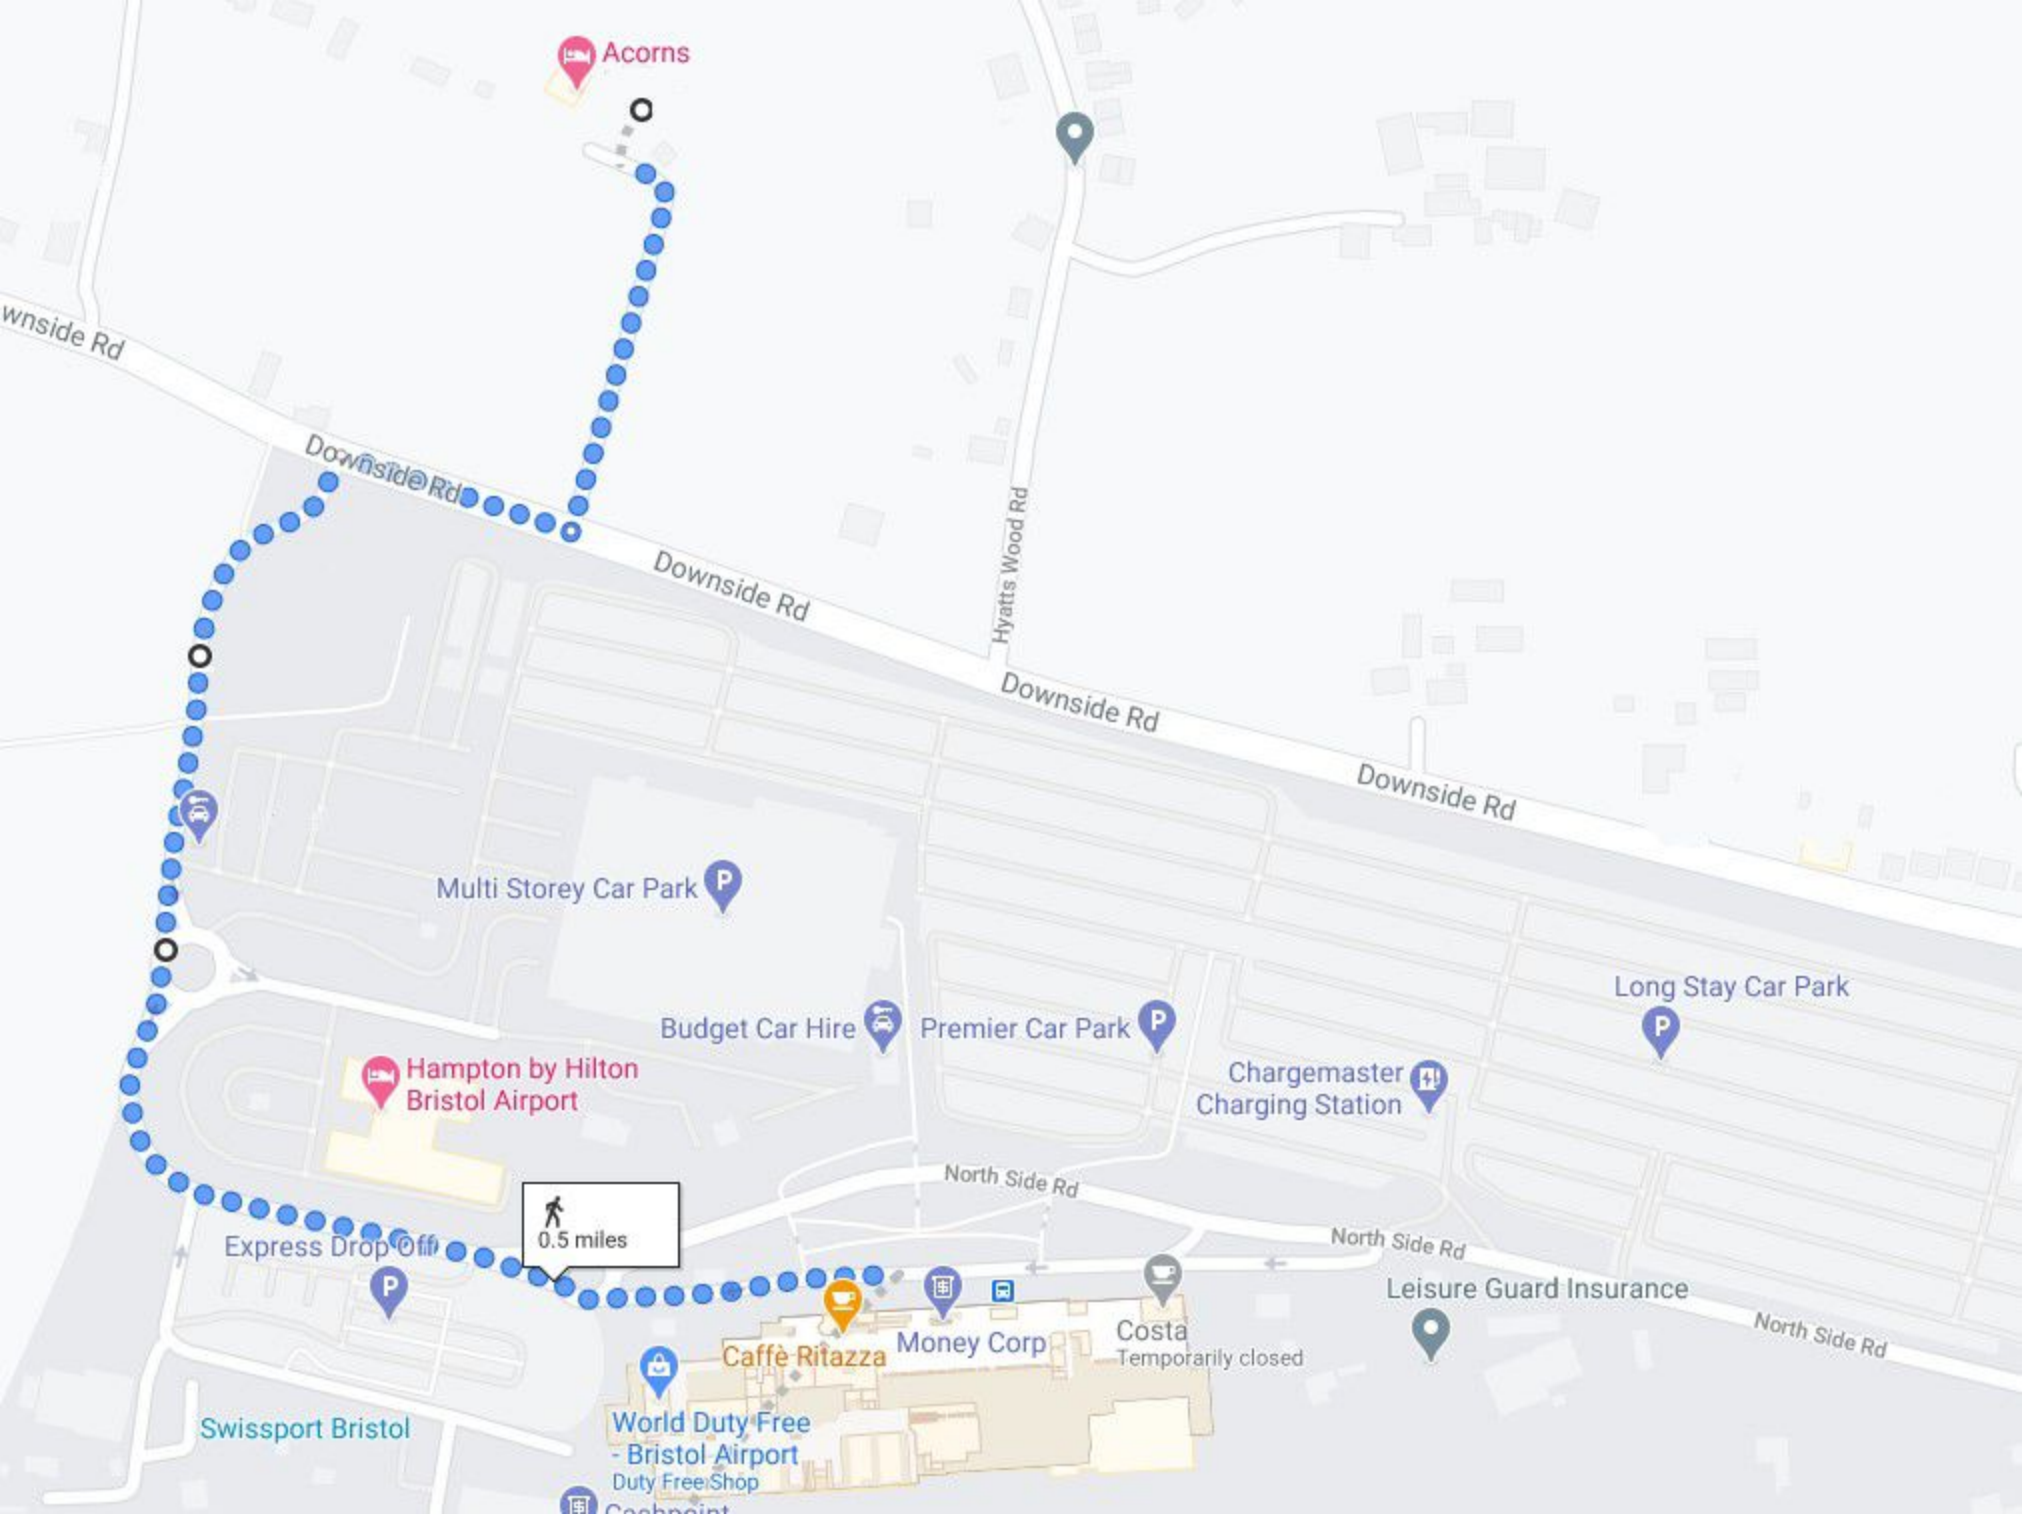 Acorns
wnside Rd
Downside Rd
Downside Rd
Hyatts Wood Rd
Downside Rd
Downside Rd
Multi Storey Car Park
Long Stay Car Park
Budget Car Hire
Premier Car Park
Hampton by Hilton
Bristol Airport
Chargemaster
Charging Station
North Side Rd
0.5 miles
Express Drop Off
North Side Rd
Leisure Guard Insurance
North Side Rd
Money Corp
Costa
Temporarily closed
Caffè Ritazza
Swissport Bristol
World Duty Free
- Bristol Airport
Duty Free Shop
Cashpoint